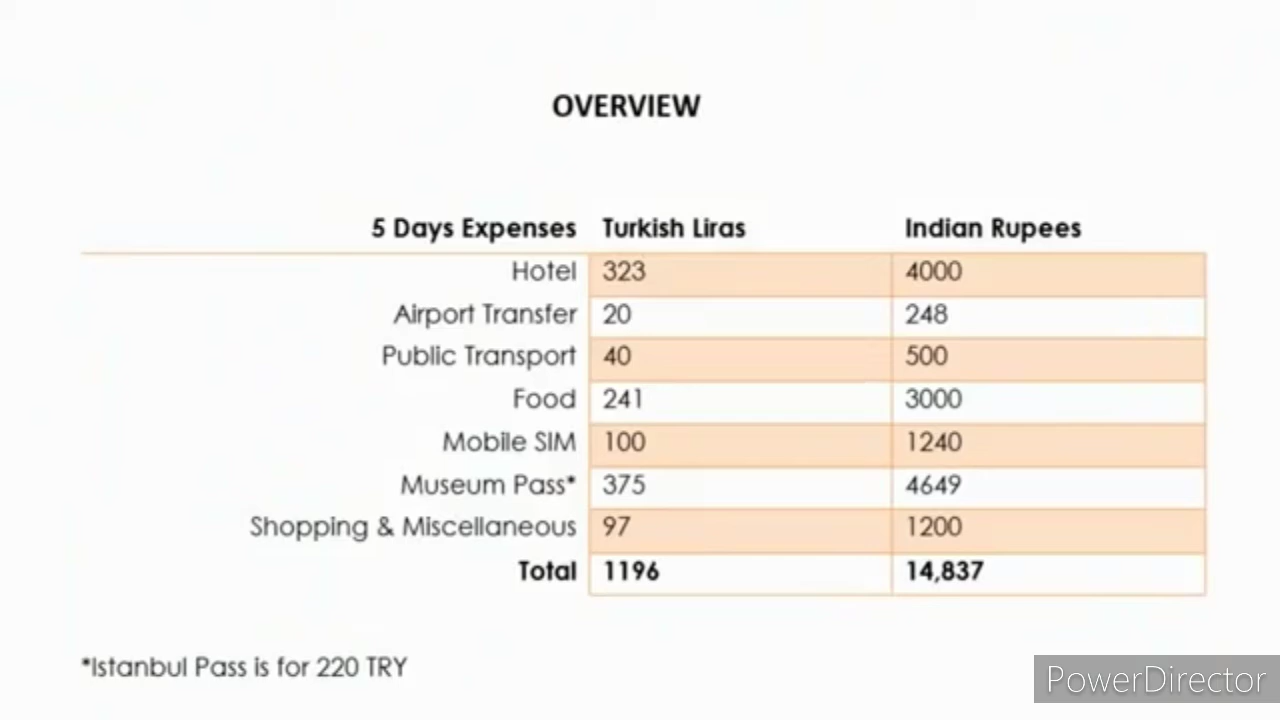 OVERVIEW
5 Days Expenses Turkish Liras Indian Rupees
Hotel 323 4000
Airport Transfer 20 248
Public Transport 40 500
Food 241 3000
Mobile SIM 100 1240
Museum Pass* 375 4649
Shopping & Miscellaneous 97 1200
Total 1196 14,837
*Istanbul Pass is for 220 TRY
PowerDirector